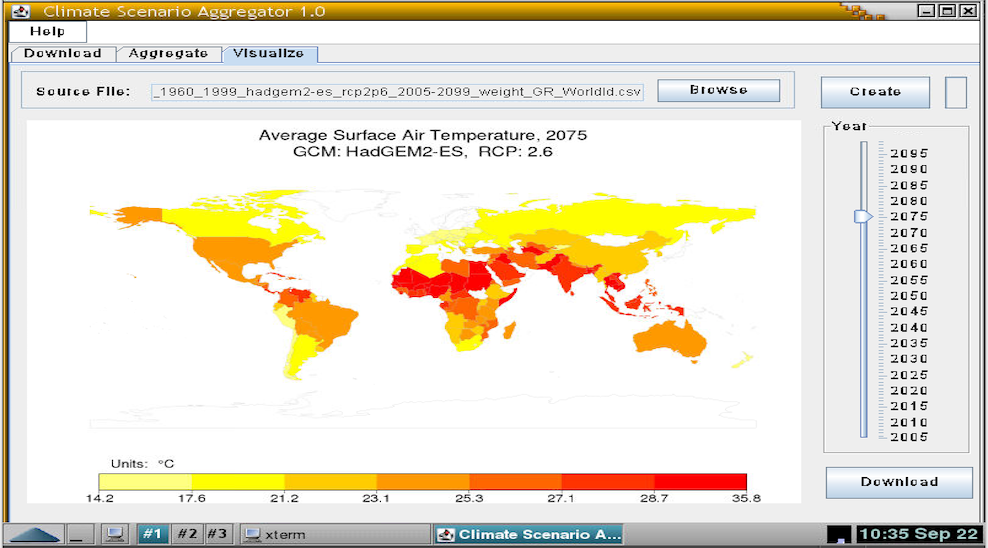 Climate Scenario Aggregator 1.0
Help
Download Aggregate Visualize
Source File: _1960_1999_hadgem2-es_rcp2p6_2005-2099_weight_GR_WorldId.csv Browse Create
Average Surface Air Temperature, 2075
GCM: HadGEM2-ES, RCP: 2.6
Year
2095
2090
2085
2080
2075
2070
2065
2060
2055
2050
2045
2040
2035
2030
2025
2020
2015
2010
2005
Units: °C
14.2 17.6 21.2 23.1 25.3 27.1 28.7 35.8
Download
#1 #2 #3 xterm Climate Scenario A... 10:35 Sep 22